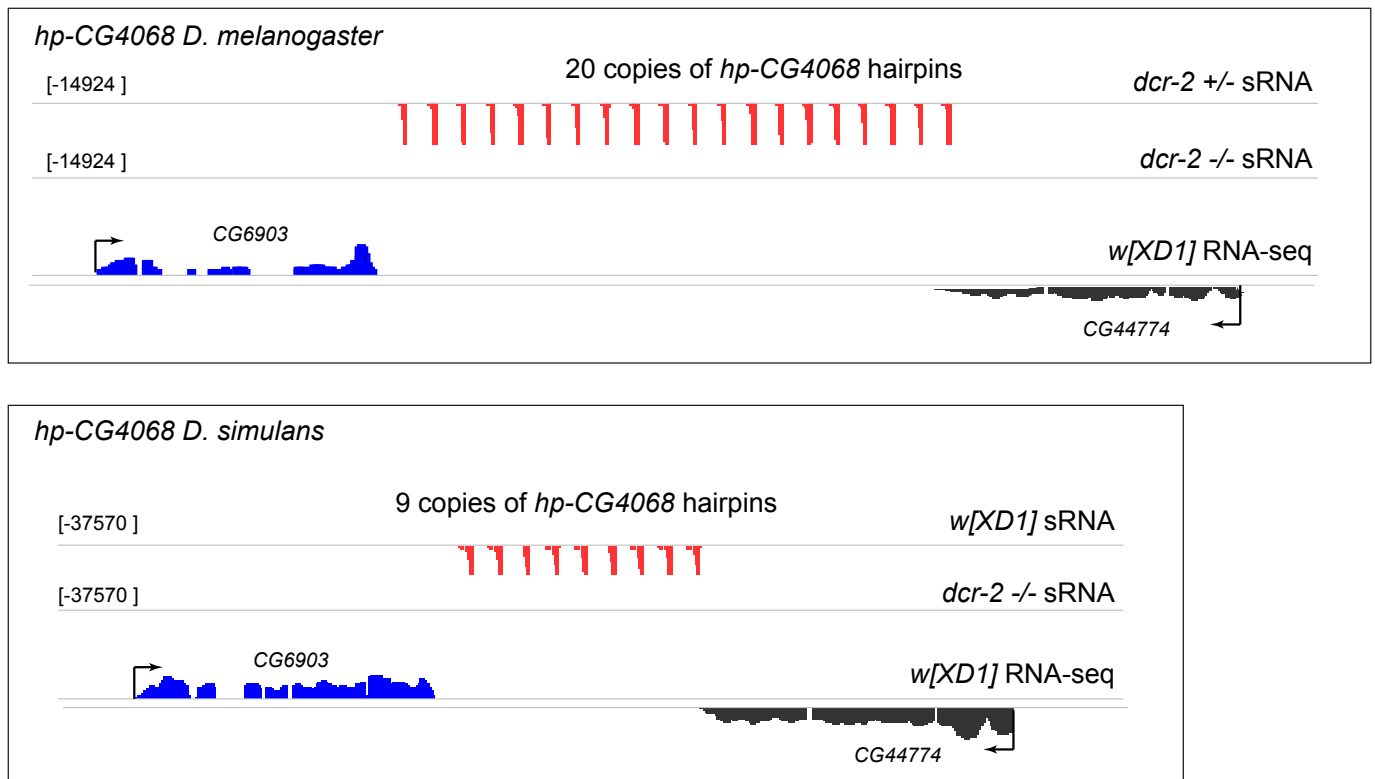 hp-CG4068 D. melanogaster
20 copies of hp-CG4068 hairpins
[-14924 ]
dcr-2 +/- sRNA
[-14924 ]
dcr-2 -/- sRNA
CG6903
w[XD1] RNA-seq
CG44774
hp-CG4068 D. simulans
9 copies of hp-CG4068 hairpins
[-37570 ]
w[XD1] sRNA
[-37570 ]
dcr-2 -/- sRNA
CG6903
w[XD1] RNA-seq
CG44774